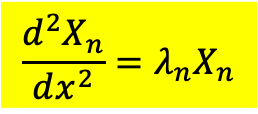 d²Xₙ/dx² = λₙXₙ